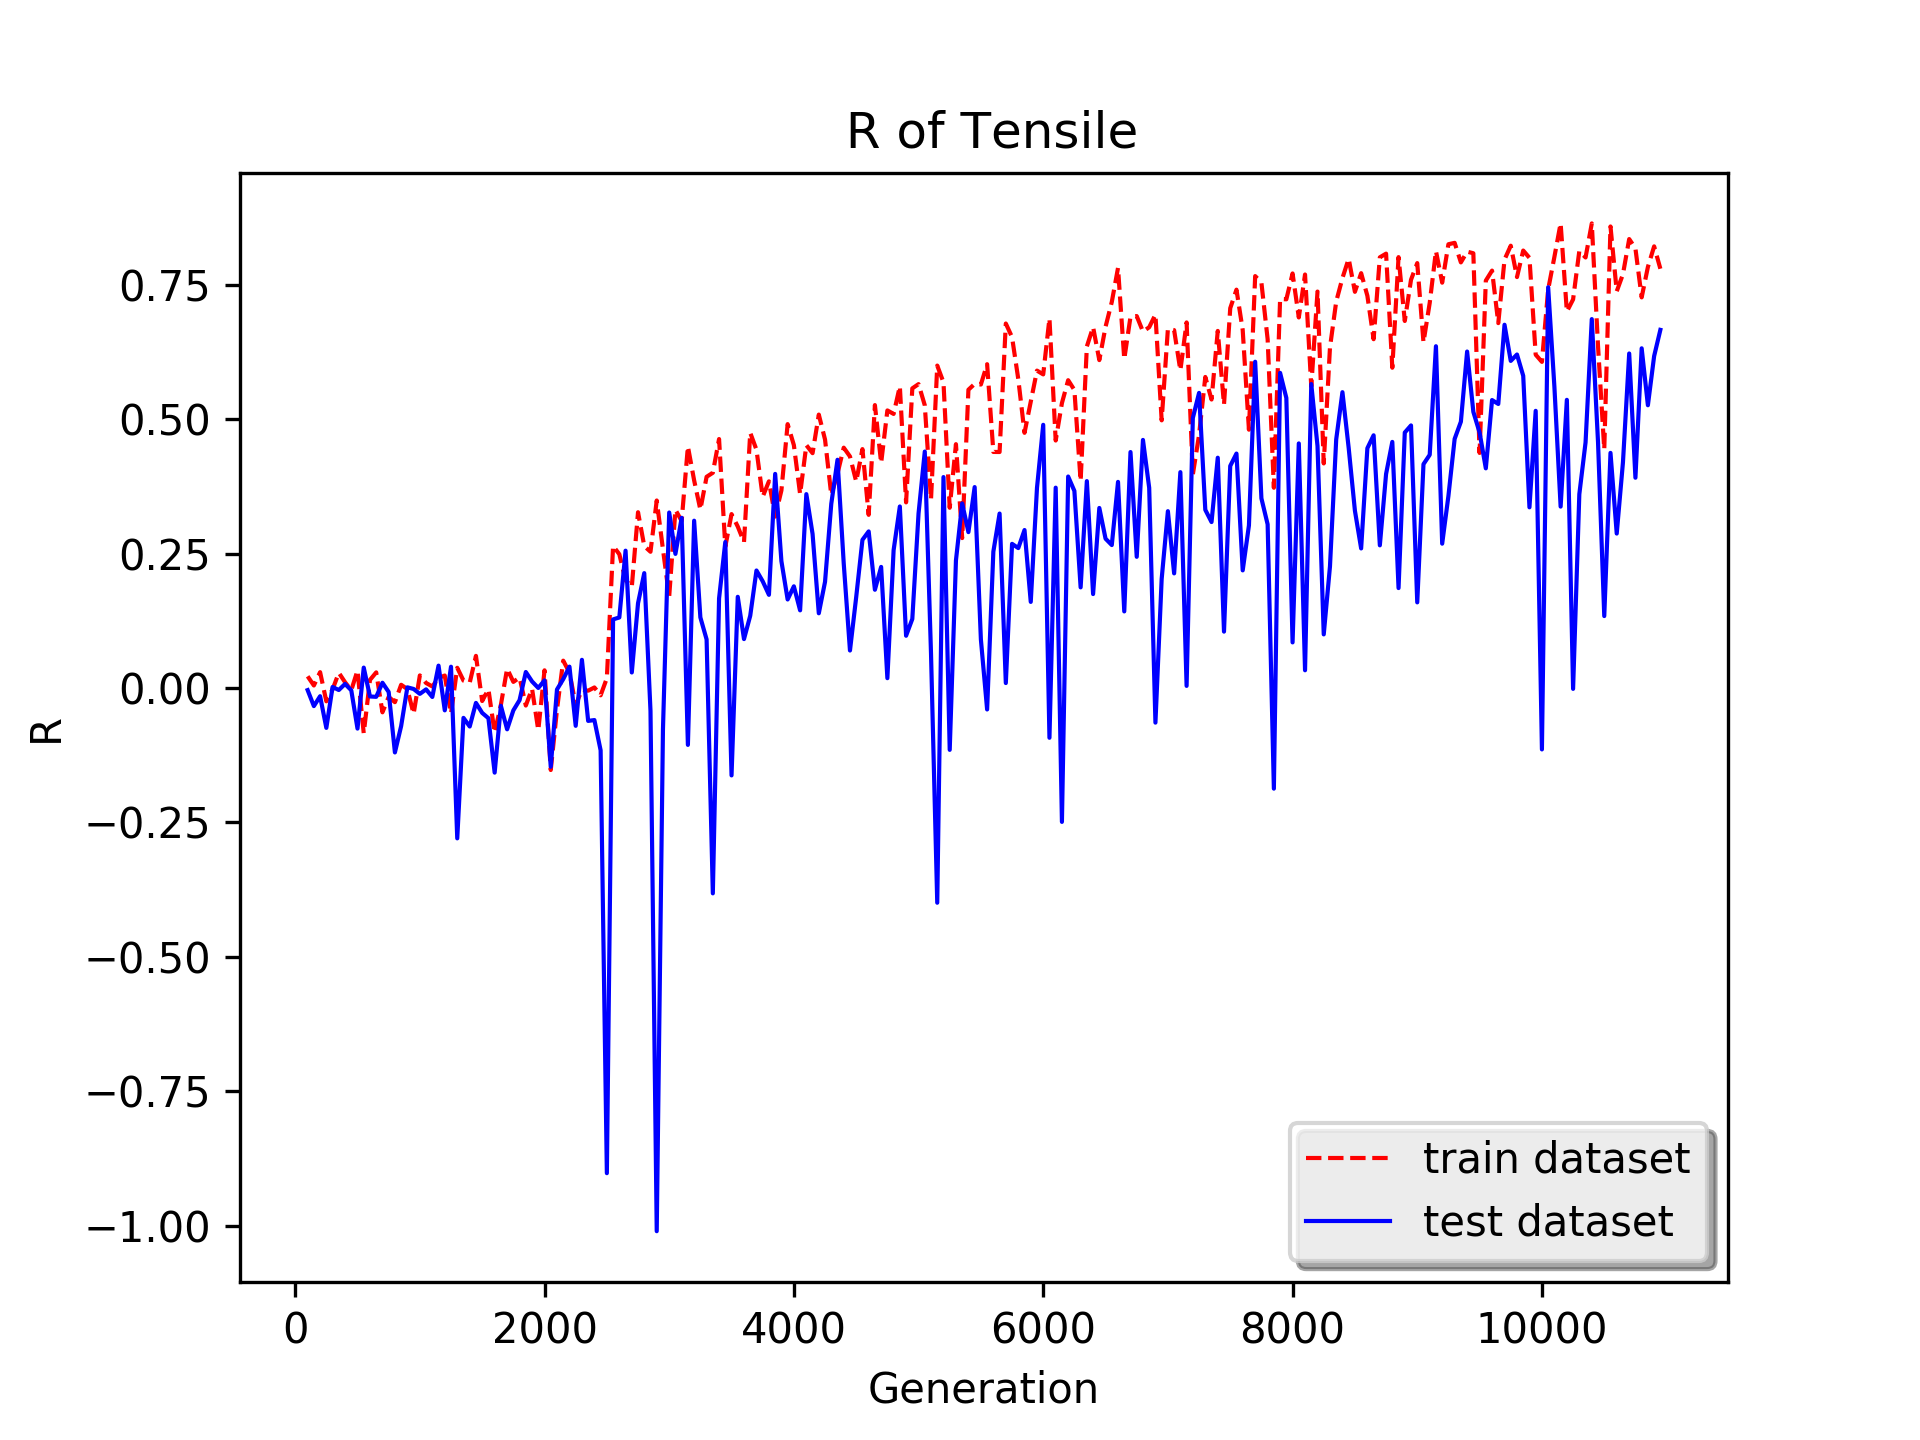 R of Tensile
R
0.75
0.50
0.25
0.00
−0.25
−0.50
−0.75
−1.00
train dataset
test dataset
0 2000 4000 6000 8000 10000
Generation